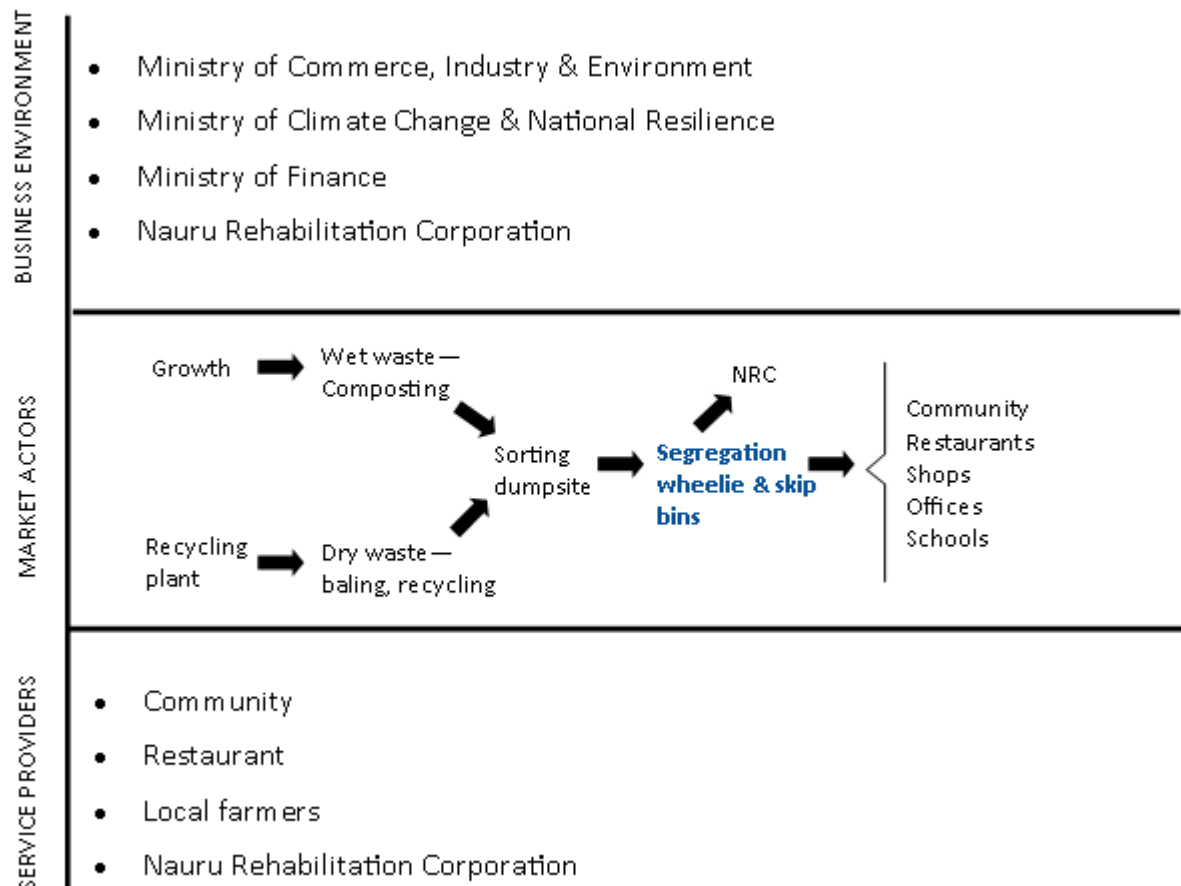 BUSINESS ENVIRONMENT
• Ministry of Commerce, Industry & Environment
• Ministry of Climate Change & National Resilience
• Ministry of Finance
• Nauru Rehabilitation Corporation
MARKET ACTORS
Growth
Wet waste—
Composting
Recycling
plant
Dry waste—
baling, recycling
Sorting
dumpsite
Segregation
wheelie & skip
bins
NRC
Community
Restaurants
Shops
Offices
Schools
SERVICE PROVIDERS
• Community
• Restaurant
• Local farmers
• Nauru Rehabilitation Corporation